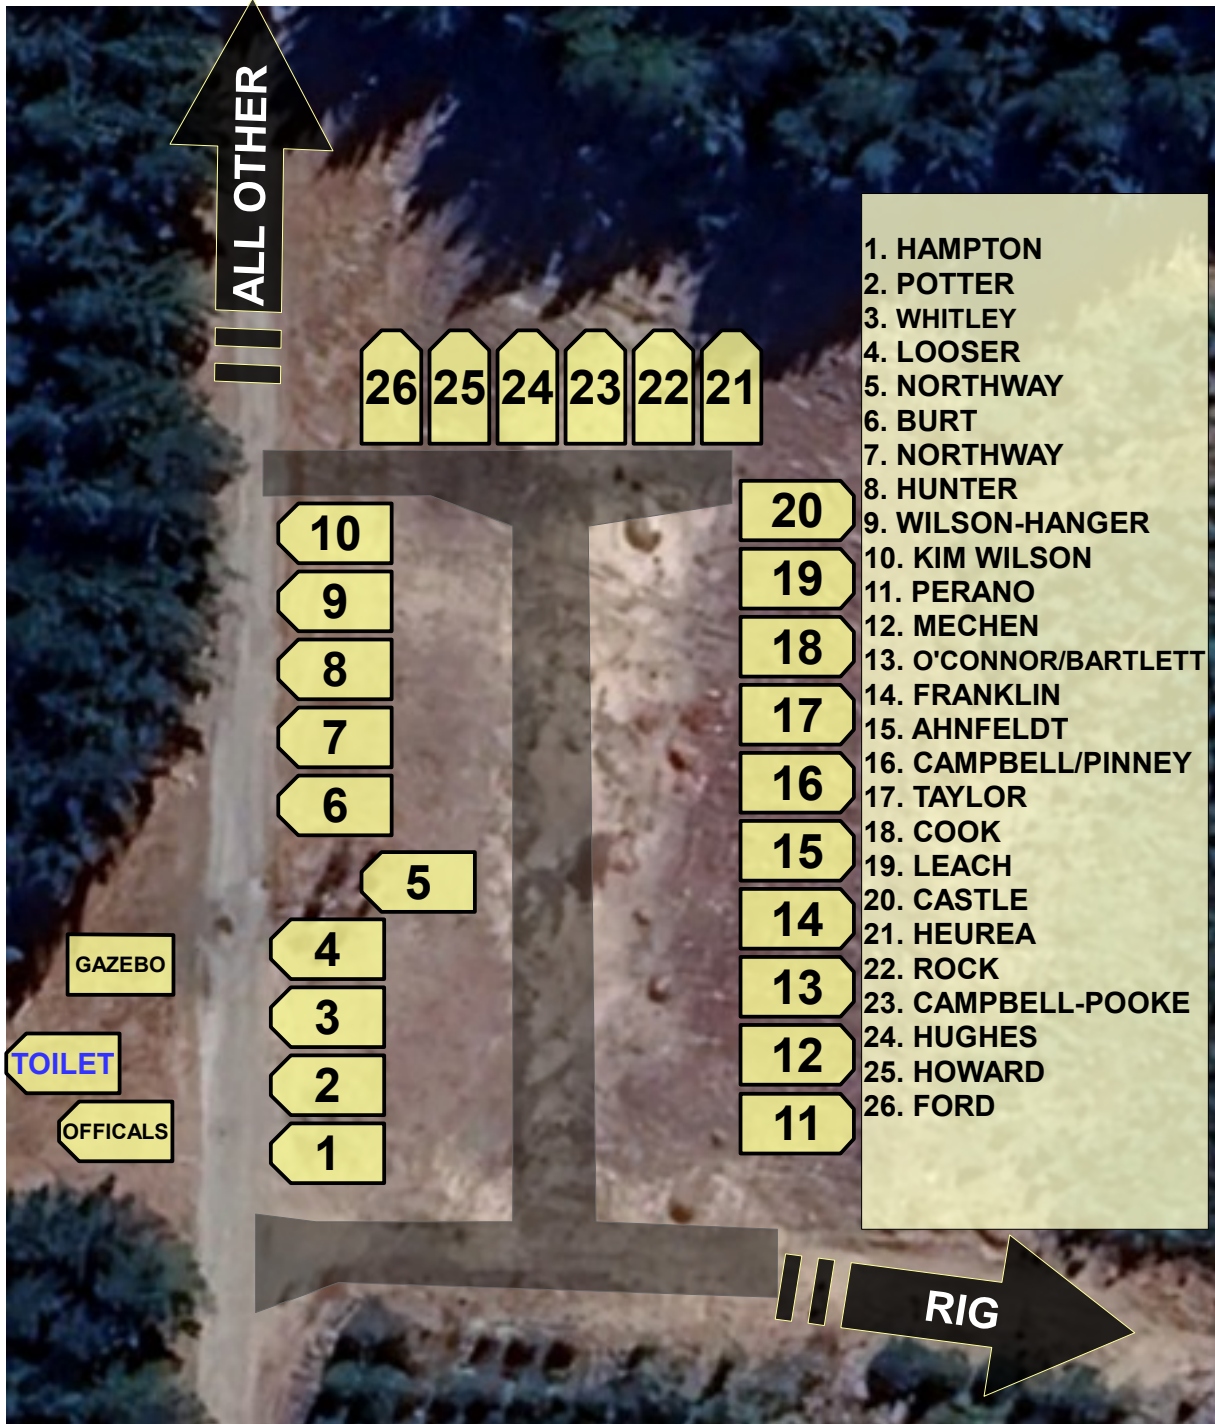 ALL OTHER
26 25 24 23 22 21
10
9
8
7
6
5
4
3
2
1
20
19
18
17
16
15
14
13
12
11
GAZEBO
TOILET
OFFICALS
1. HAMPTON
2. POTTER
3. WHITLEY
4. LOOSER
5. NORTHWAY
6. BURT
7. NORTHWAY
8. HUNTER
9. WILSON-HANGER
10. KIM WILSON
11. PERANO
12. MECHEN
13. O'CONNOR/BARTLETT
14. FRANKLIN
15. AHNFELDT
16. CAMPBELL/PINNEY
17. TAYLOR
18. COOK
19. LEACH
20. CASTLE
21. HEUREA
22. ROCK
23. CAMPBELL-POOKE
24. HUGHES
25. HOWARD
26. FORD
RIG